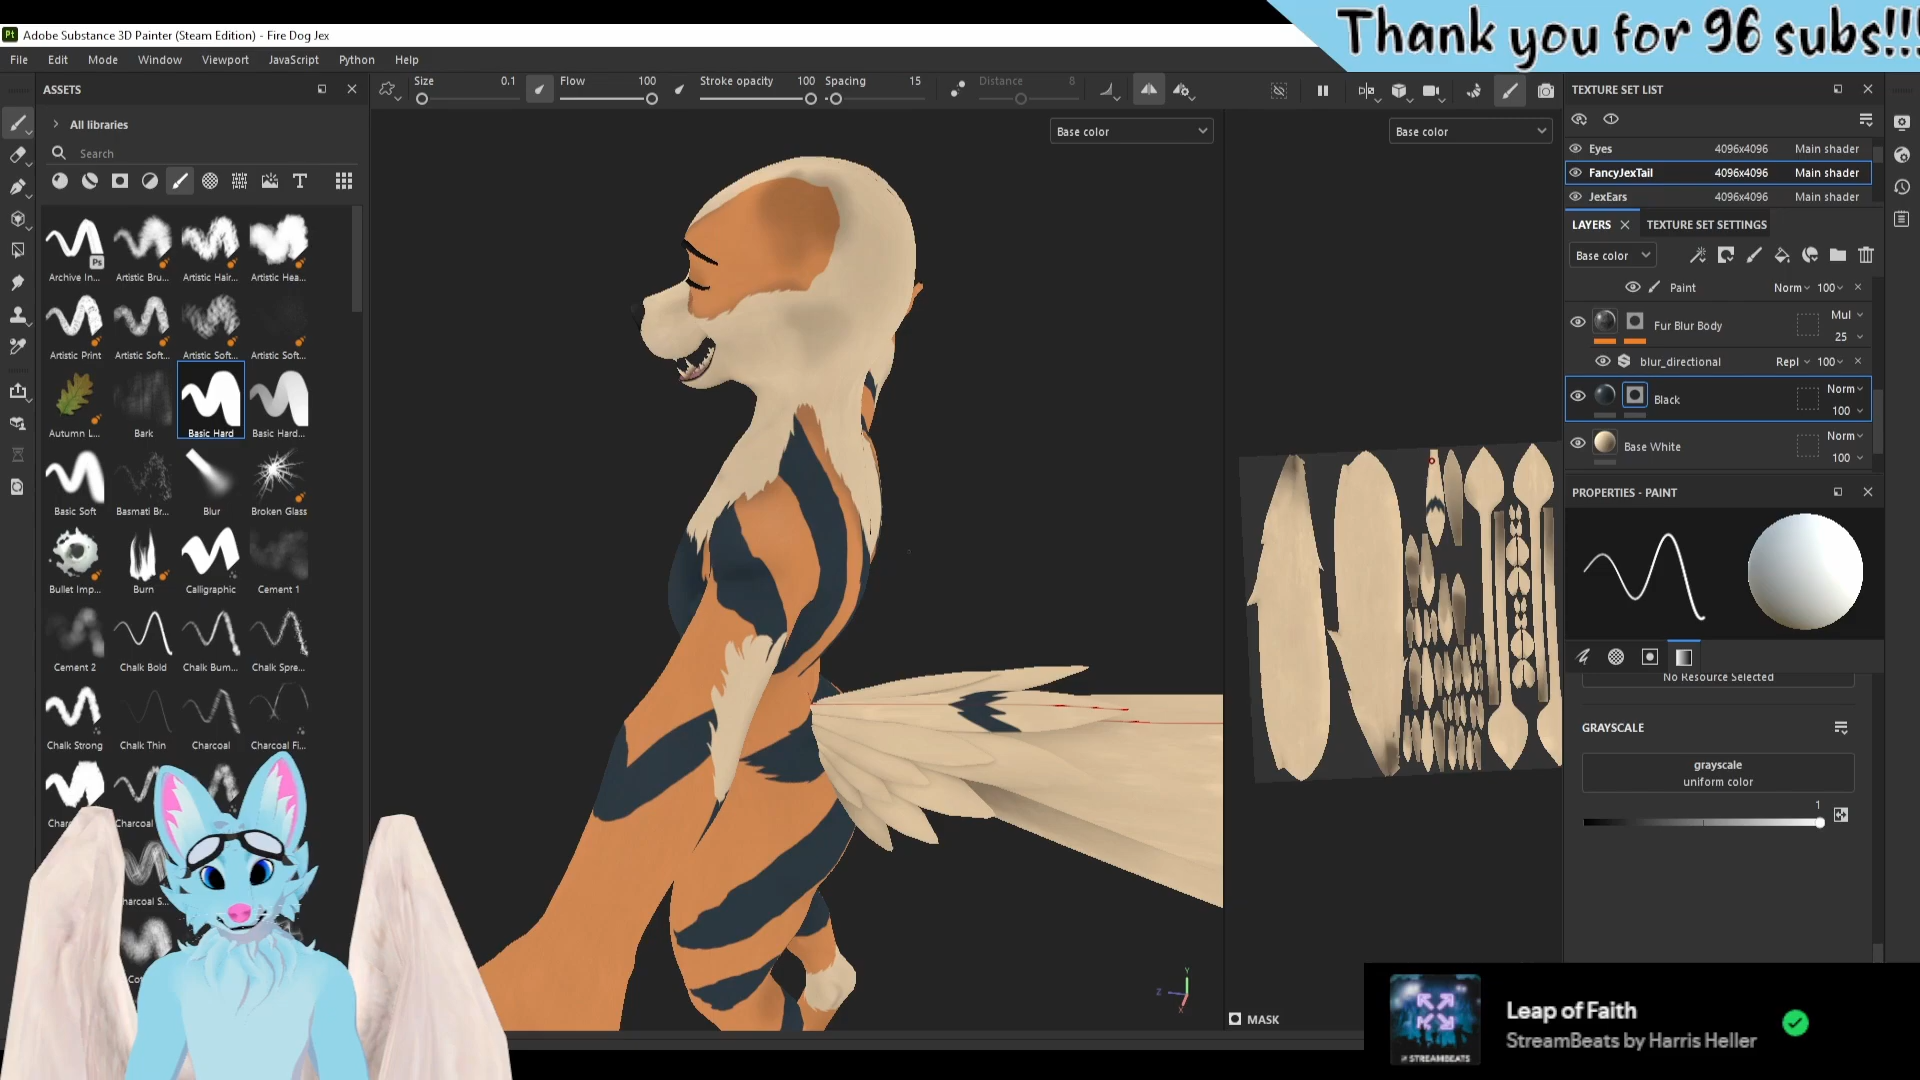 Thank you for 96 subs!!!
Adobe Substance 3D Painter (Steam Edition) - Fire Dog Jex
File Edit Mode Window Viewport JavaScript Python Help
ASSETS
Size 0.1 Flow 100 Stroke opacity 100 Spacing 15 Distance 8
All libraries
Search
Archive In... Artistic Bru... Artistic Hair... Artistic Hea...
Artistic Print Artistic Soft... Artistic Soft... Artistic Soft...
Autumn L... Bark Basic Hard Basic Hard...
Basic Soft Basmati Br... Blur Broken Glass
Bullet Imp... Burn Calligraphic Cement 1
Cement 2 Chalk Bold Chalk Bum... Chalk Spre...
Chalk Strong Chalk Thin Charcoal Charcoal Fi...
Base color
Base color
MASK
TEXTURE SET LIST
Eyes 4096x4096 Main shader
FancyJexTail 4096x4096 Main shader
JexEars 4096x4096 Main shader
LAYERS TEXTURE SET SETTINGS
Base color
Paint Norm 100
Fur Blur Body Mul 25
blur_directional Repl 100
Black Norm 100
Base White Norm 100
PROPERTIES - PAINT
No Resource Selected
GRAYSCALE
grayscale
uniform color
1
Y
Z
X
Leap of Faith
StreamBeats by Harris Heller
STREAMBEATS